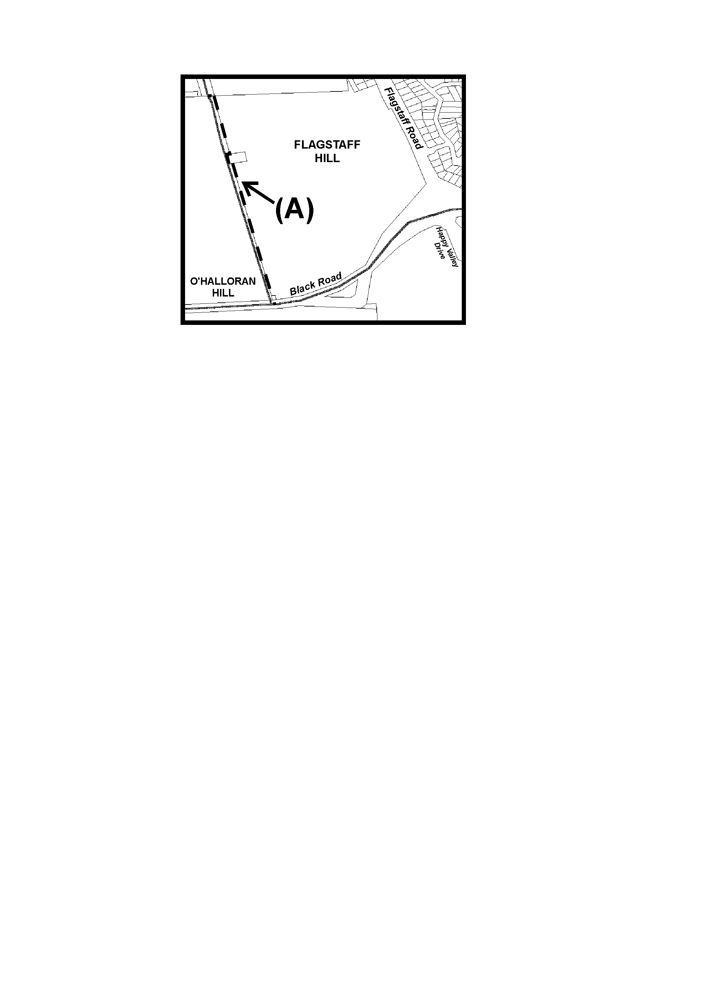 Flagstaff Road
FLAGSTAFF
HILL
(A)
Happy Valley
Drive
Black Road
O'HALLORAN
HILL